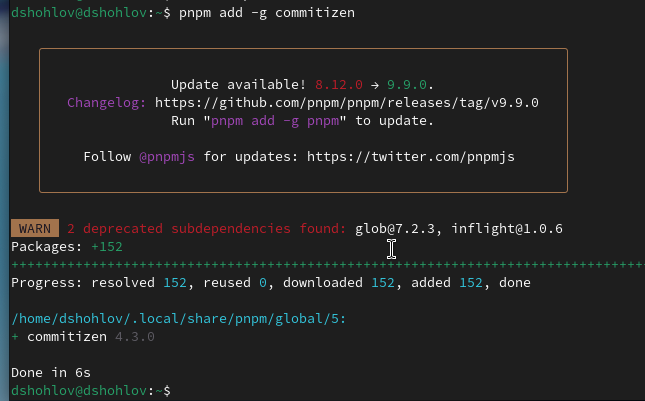 dshohlov@dshohlov:~$ pnpm add -g commitizen
Update available! 8.12.0 → 9.9.0.
Changelog: https://github.com/pnpm/pnpm/releases/tag/v9.9.0
Run "pnpm add -g pnpm" to update.
Follow @pnpmjs for updates: https://twitter.com/pnpmjs
WARN 2 deprecated subdependencies found: glob@7.2.3, inflight@1.0.6
Packages: +152
++++++++++++++++++++++++++++++++++++++++++++++++++++++++++++++++++++++++++++++++
Progress: resolved 152, reused 0, downloaded 152, added 152, done
/home/dshohlov/.local/share/pnpm/global/5:
+ commitizen 4.3.0
Done in 6s
dshohlov@dshohlov:~$